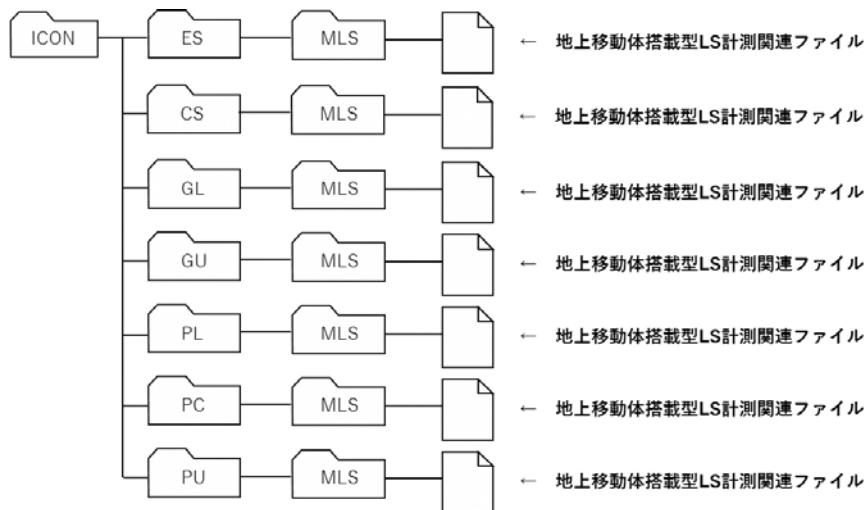 ICON ES MLS ← 地上移動体搭載型LS計測関連ファイル
CS MLS ← 地上移動体搭載型LS計測関連ファイル
GL MLS ← 地上移動体搭載型LS計測関連ファイル
GU MLS ← 地上移動体搭載型LS計測関連ファイル
PL MLS ← 地上移動体搭載型LS計測関連ファイル
PC MLS ← 地上移動体搭載型LS計測関連ファイル
PU MLS ← 地上移動体搭載型LS計測関連ファイル